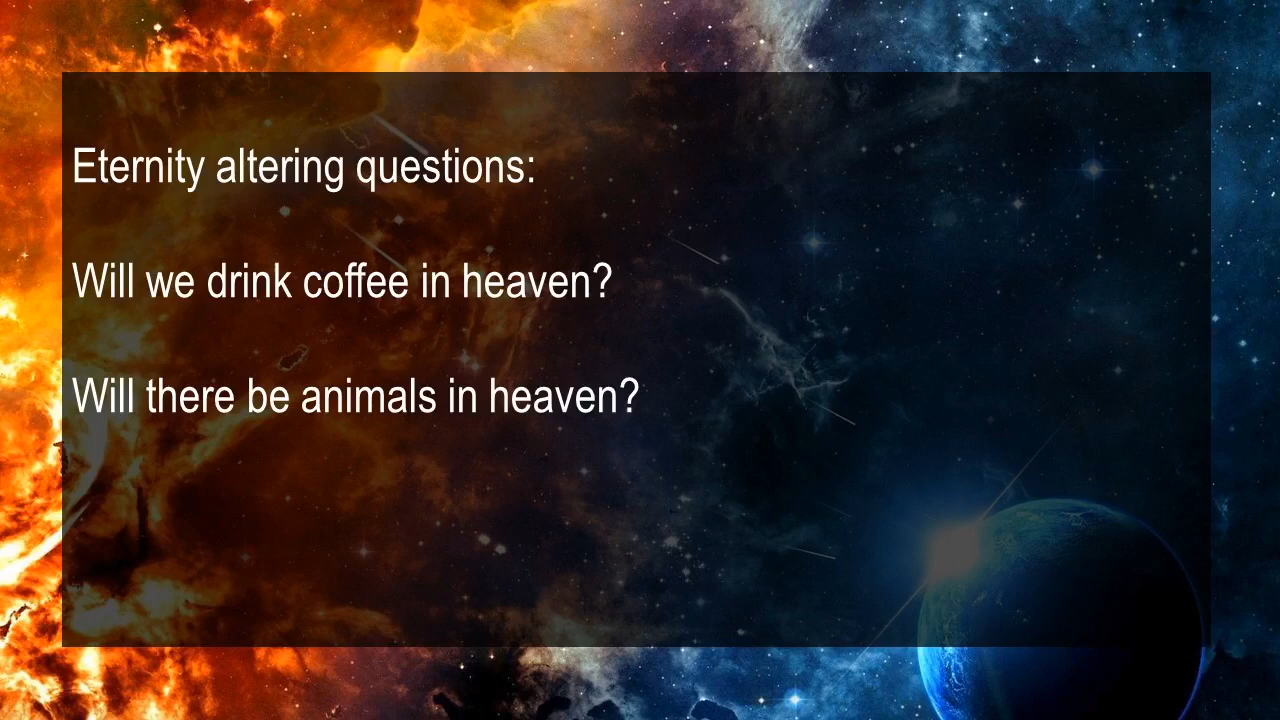 Eternity altering questions:
Will we drink coffee in heaven?
Will there be animals in heaven?